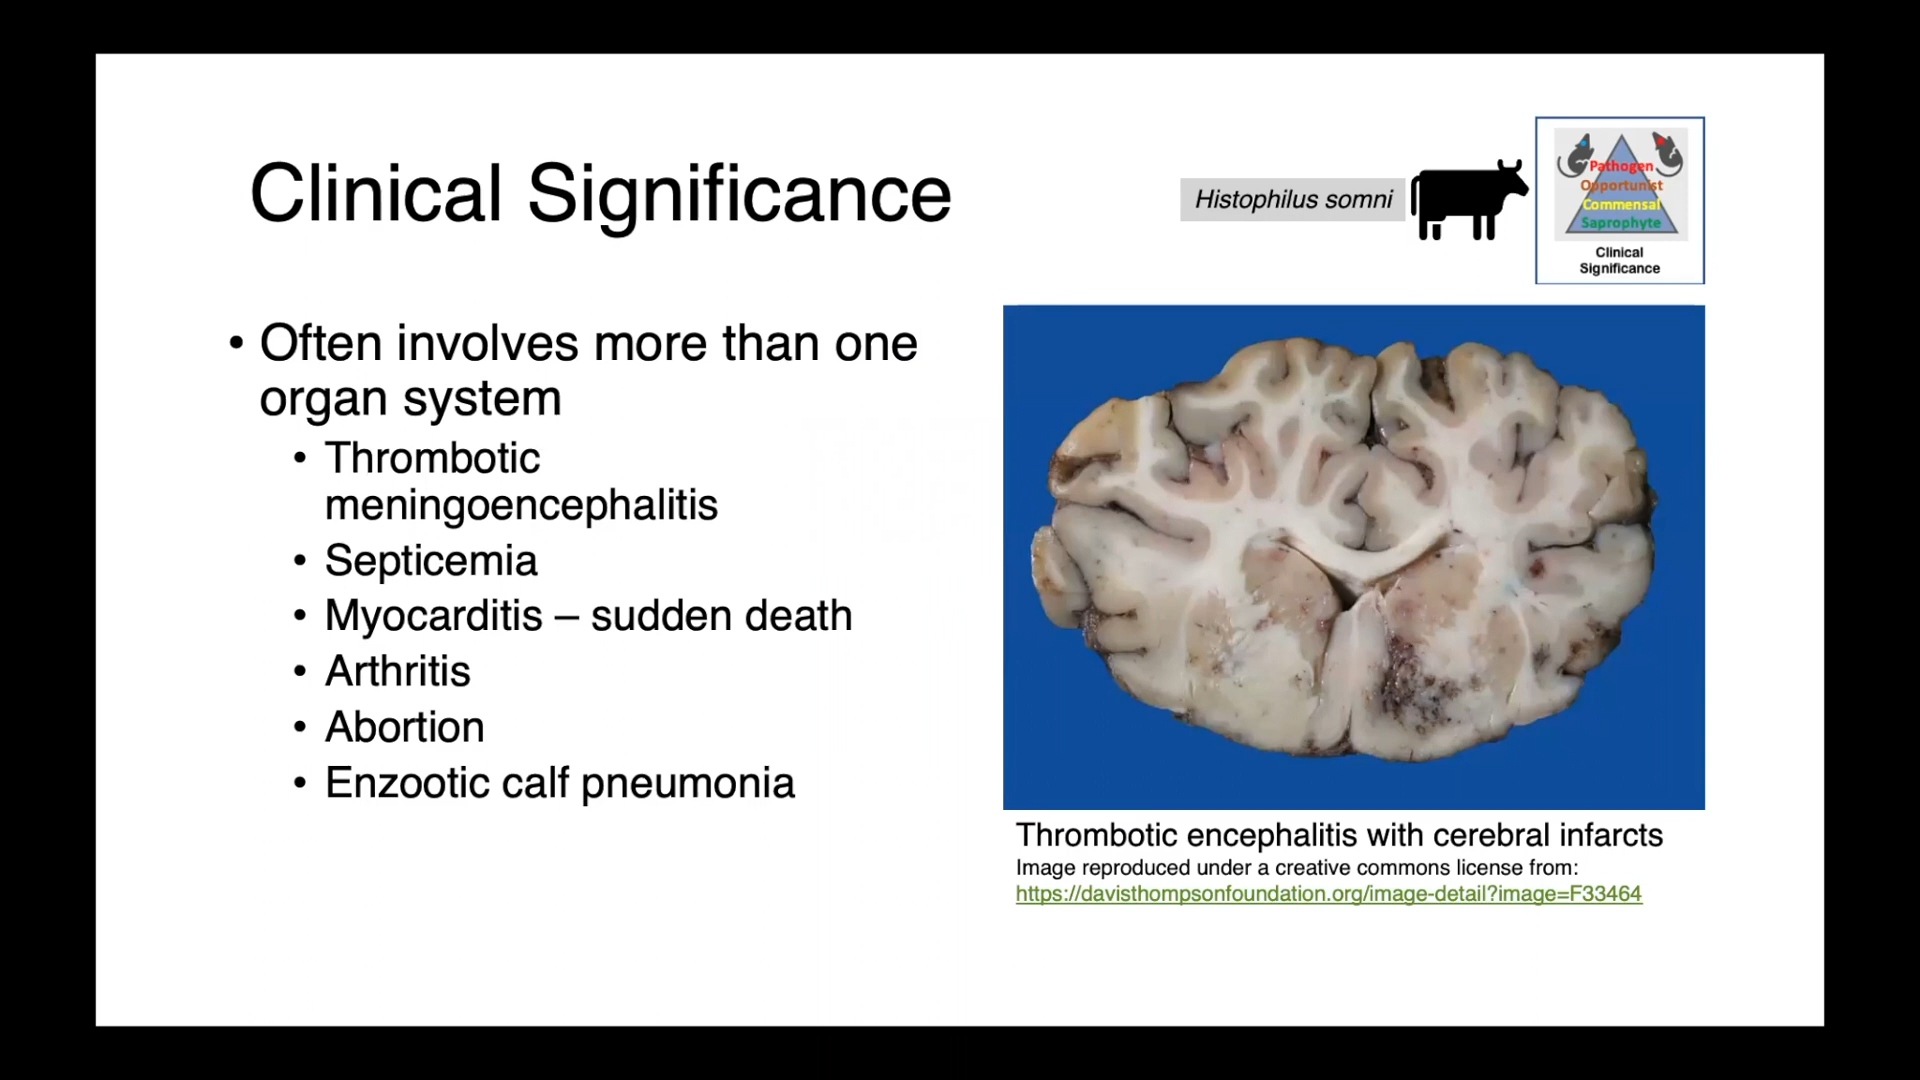 Clinical Significance
Histophilus somni
Pathogen
Opportunist
Commensal
Saprophyte
Clinical
Significance
• Often involves more than one
organ system
• Thrombotic
meningoencephalitis
• Septicemia
• Myocarditis – sudden death
• Arthritis
• Abortion
• Enzootic calf pneumonia
Thrombotic encephalitis with cerebral infarcts
Image reproduced under a creative commons license from:
https://davisthompsonfoundation.org/image-detail?image=F33464